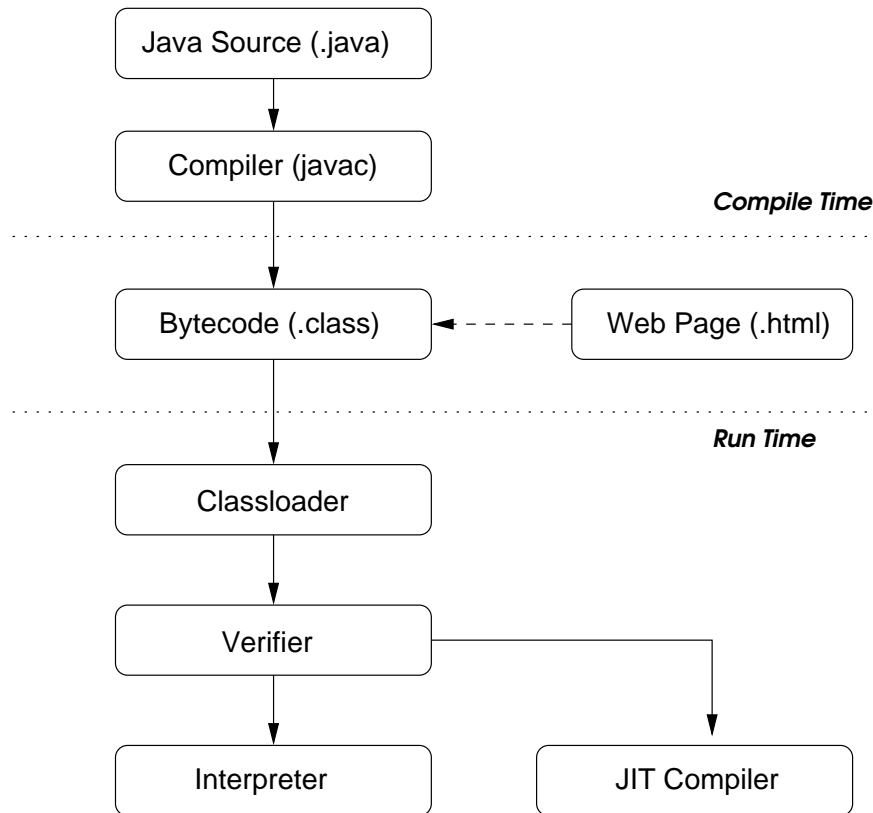 Java Source (.java)
Compiler (javac)
Compile Time
Bytecode (.class)
Web Page (.html)
Run Time
Classloader
Verifier
Interpreter
JIT Compiler